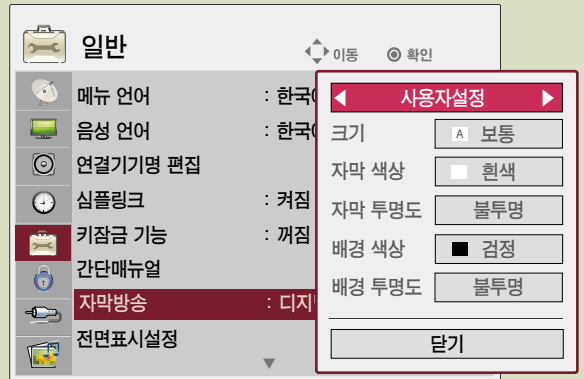 일반
이동 확인
메뉴 언어 : 한국
음성 언어 : 한국
연결기기명 편집
심플링크 : 켜짐
키잠금 기능 : 꺼짐
간단매뉴얼
자막방송 : 디지
전면표시설정
사용자설정
크기 A 보통
자막 색상 흰색
자막 투명도 불투명
배경 색상 검정
배경 투명도 불투명
닫기